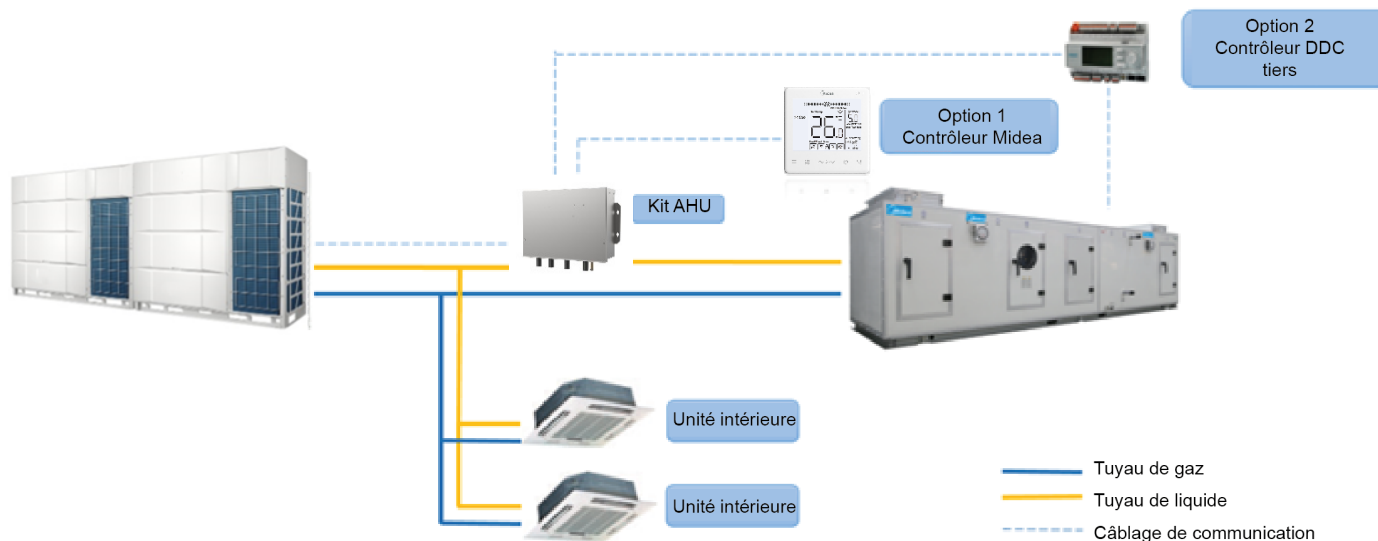 Option 2
Contrôleur DDC
tiers
Option 1
Contrôleur Midea
Kit AHU
Unité intérieure
Unité intérieure
Tuyau de gaz
Tuyau de liquide
Câblage de communication